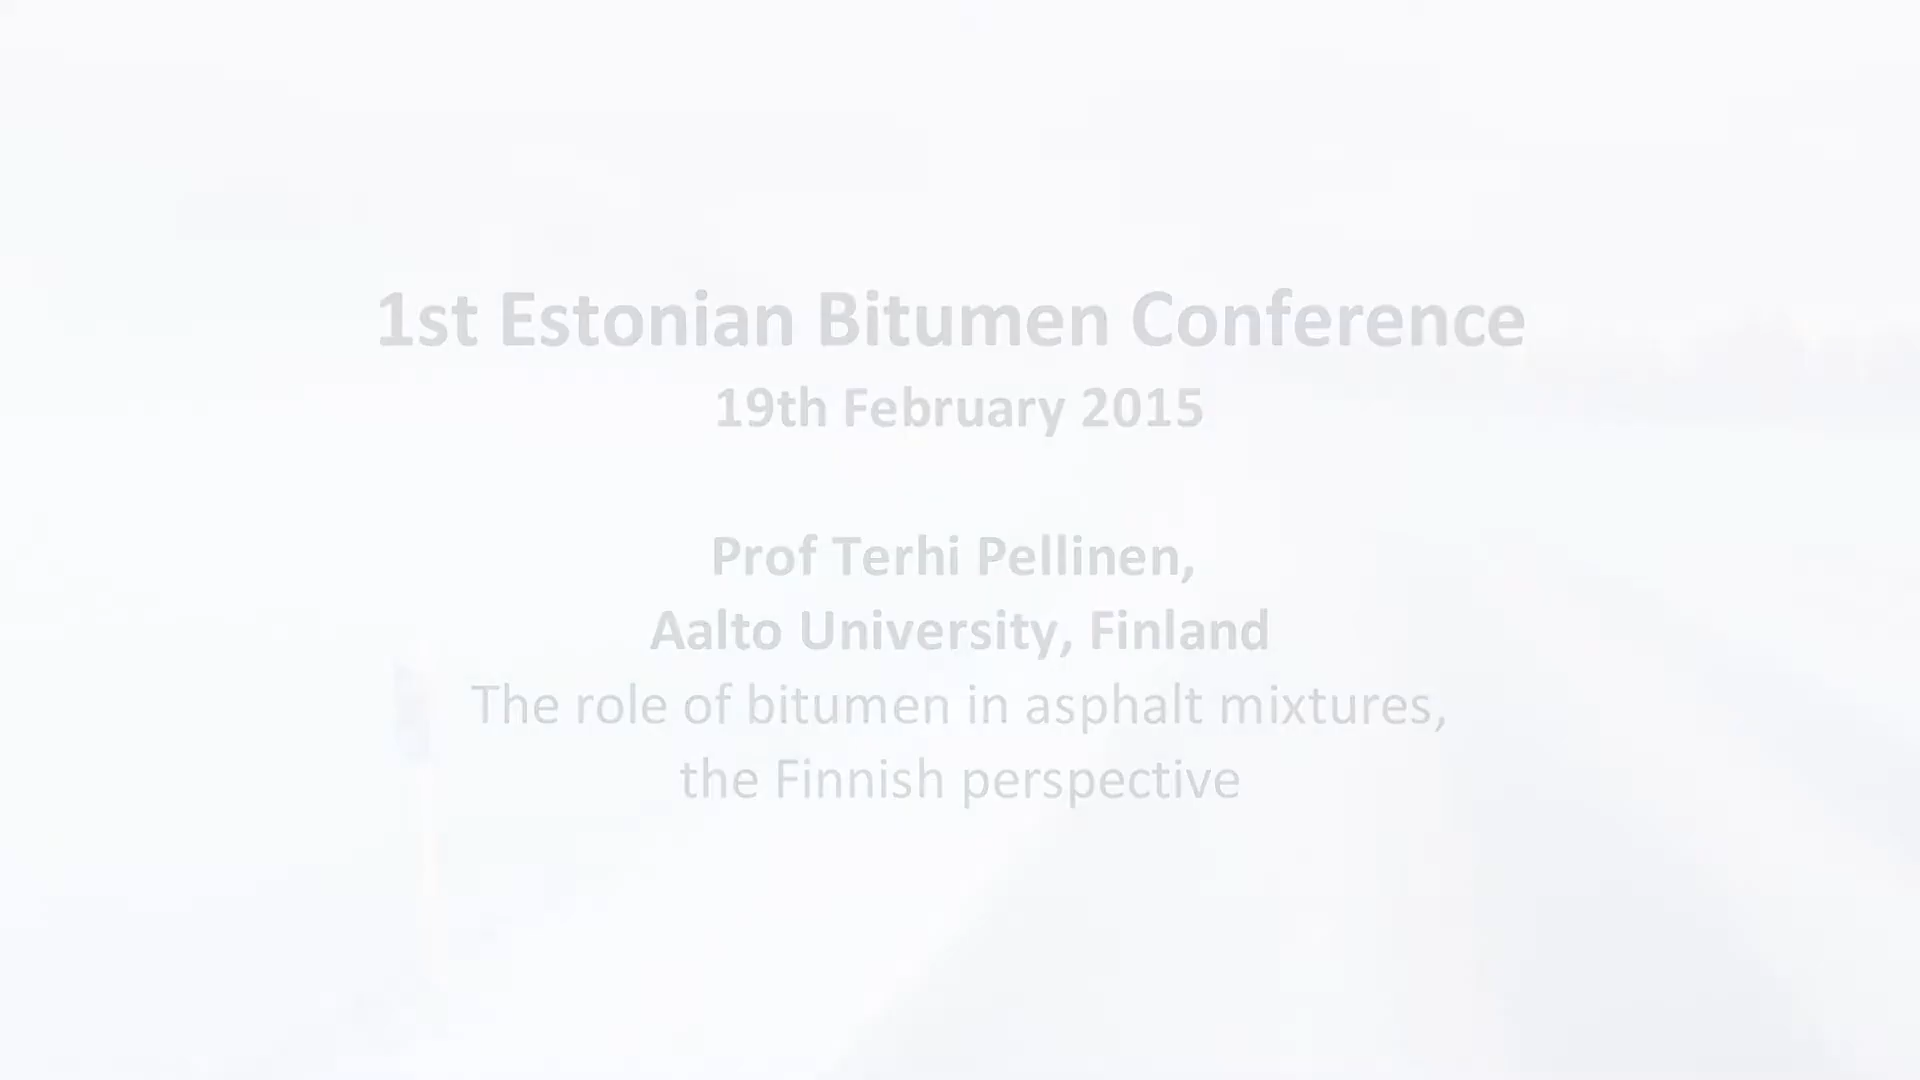 1st Estonian Bitumen Conference
19th February 2015
Prof Terhi Pellinen,
Aalto University, Finland
The role of bitumen in asphalt mixtures,
the Finnish perspective